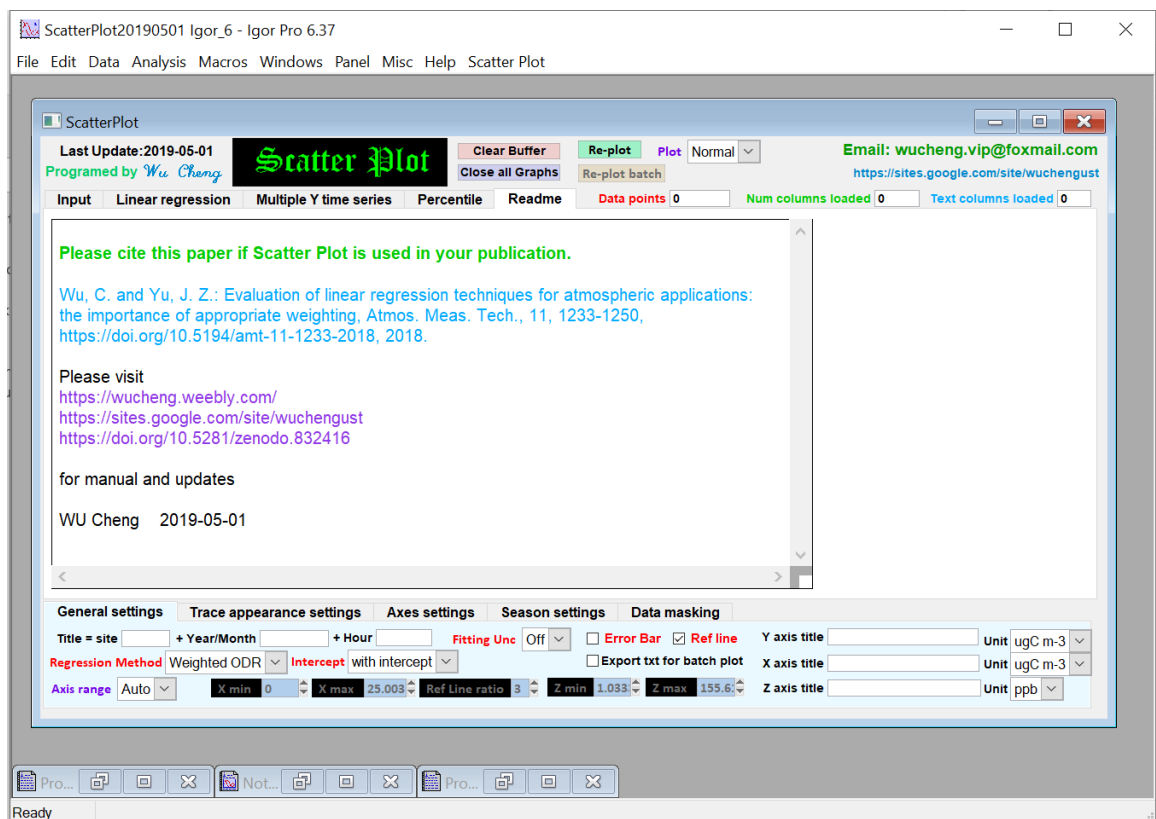 ScatterPlot20190501 Igor_6 - Igor Pro 6.37
File Edit Data Analysis Macros Windows Panel Misc Help Scatter Plot
ScatterPlot
Last Update:2019-05-01
Programed by Wu Cheng
Scatter Plot
Clear Buffer
Close all Graphs
Re-plot
Plot Normal
Re-plot batch
Email: wucheng.vip@foxmail.com
https://sites.google.com/site/wuchengust
Input Linear regression Multiple Y time series Percentile Readme
Data points 0 Num columns loaded 0 Text columns loaded 0
Please cite this paper if Scatter Plot is used in your publication.
Wu, C. and Yu, J. Z.: Evaluation of linear regression techniques for atmospheric applications:
the importance of appropriate weighting, Atmos. Meas. Tech., 11, 1233-1250,
https://doi.org/10.5194/amt-11-1233-2018, 2018.
Please visit
https://wucheng.weebly.com/
https://sites.google.com/site/wuchengust
https://doi.org/10.5281/zenodo.832416
for manual and updates
WU Cheng 2019-05-01
General settings Trace appearance settings Axes settings Season settings Data masking
Title = site + Year/Month + Hour Fitting Unc Off Error Bar Ref line Y axis title Unit ugC m-3
Regression Method Weighted ODR Intercept with intercept Export txt for batch plot X axis title Unit ugC m-3
Axis range Auto X min 0 X max 25.003 Ref Line ratio 3 Z min 1.033 Z max 155.6 Z axis title Unit ppb
Pro... Not... Pro...
Ready